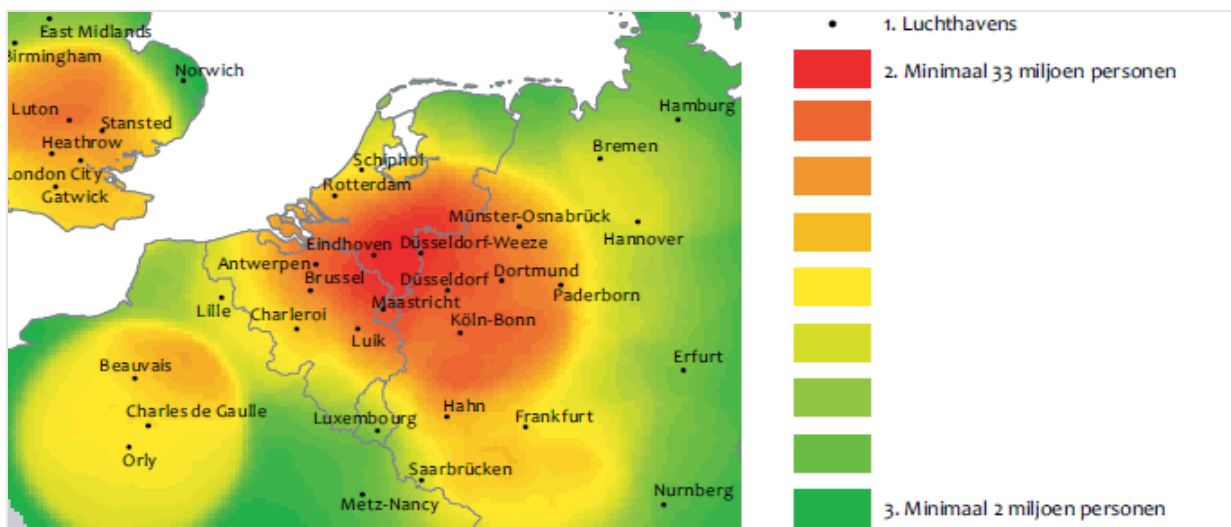 East Midlands
Birmingham
Norwich
Luton
Stansted
Heathrow
London City
Gatwick
Hamburg
Bremen
Schiphol
Rotterdam
Münster-Osnabrück
Hannover
Eindhoven
Düsseldorf-Weeze
Antwerpen
Brussel
Düsseldorf
Dortmund
Paderborn
Maastricht
Lille
Charleroi
Luik
Köln-Bonn
Beauvais
Erfurt
Charles de Gaulle
Luxembourg
Hahn
Frankfurt
Orly
Saarbrücken
Metz-Nancy
Nurnberg
1. Luchthavens
2. Minimaal 33 miljoen personen
3. Minimaal 2 miljoen personen